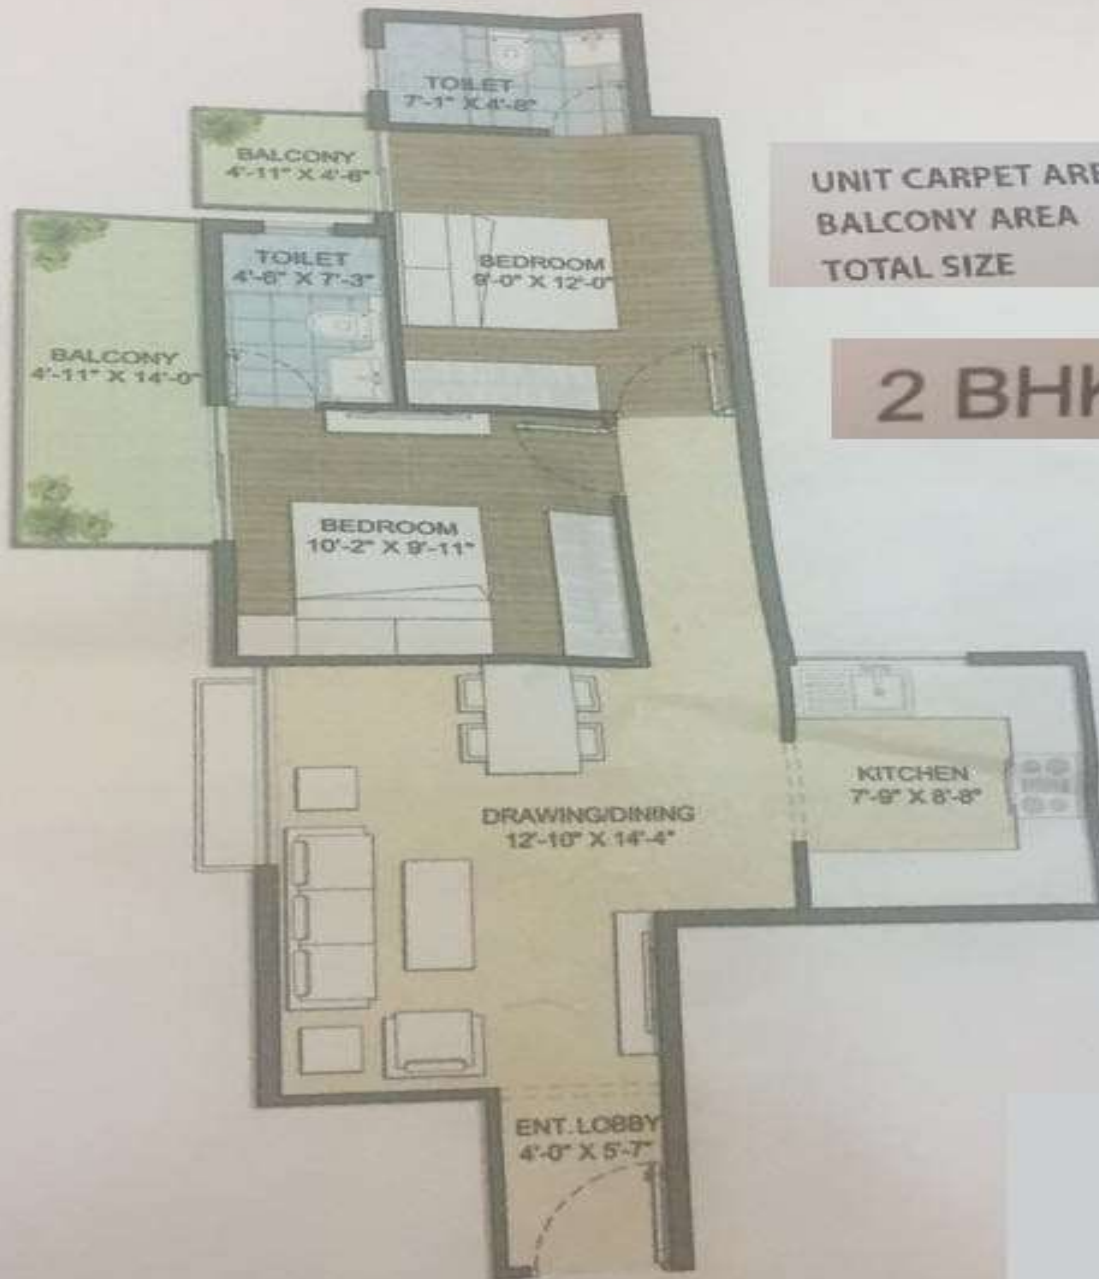 TOILET
7'-1" X 4'-8"
BALCONY
4'-11" X 4'-6"
UNIT CARPET ARE
BALCONY AREA
TOTAL SIZE
TOILET
4'-6" X 7'-3"
BEDROOM
9'-0" X 12'-0"
BALCONY
4'-11" X 14'-0"
2 BHK
BEDROOM
10'-2" X 9'-11"
KITCHEN
7'-9" X 8'-8"
DRAWING/DINING
12'-10" X 14'-4"
ENT. LOBBY
4'-0" X 5'-7"